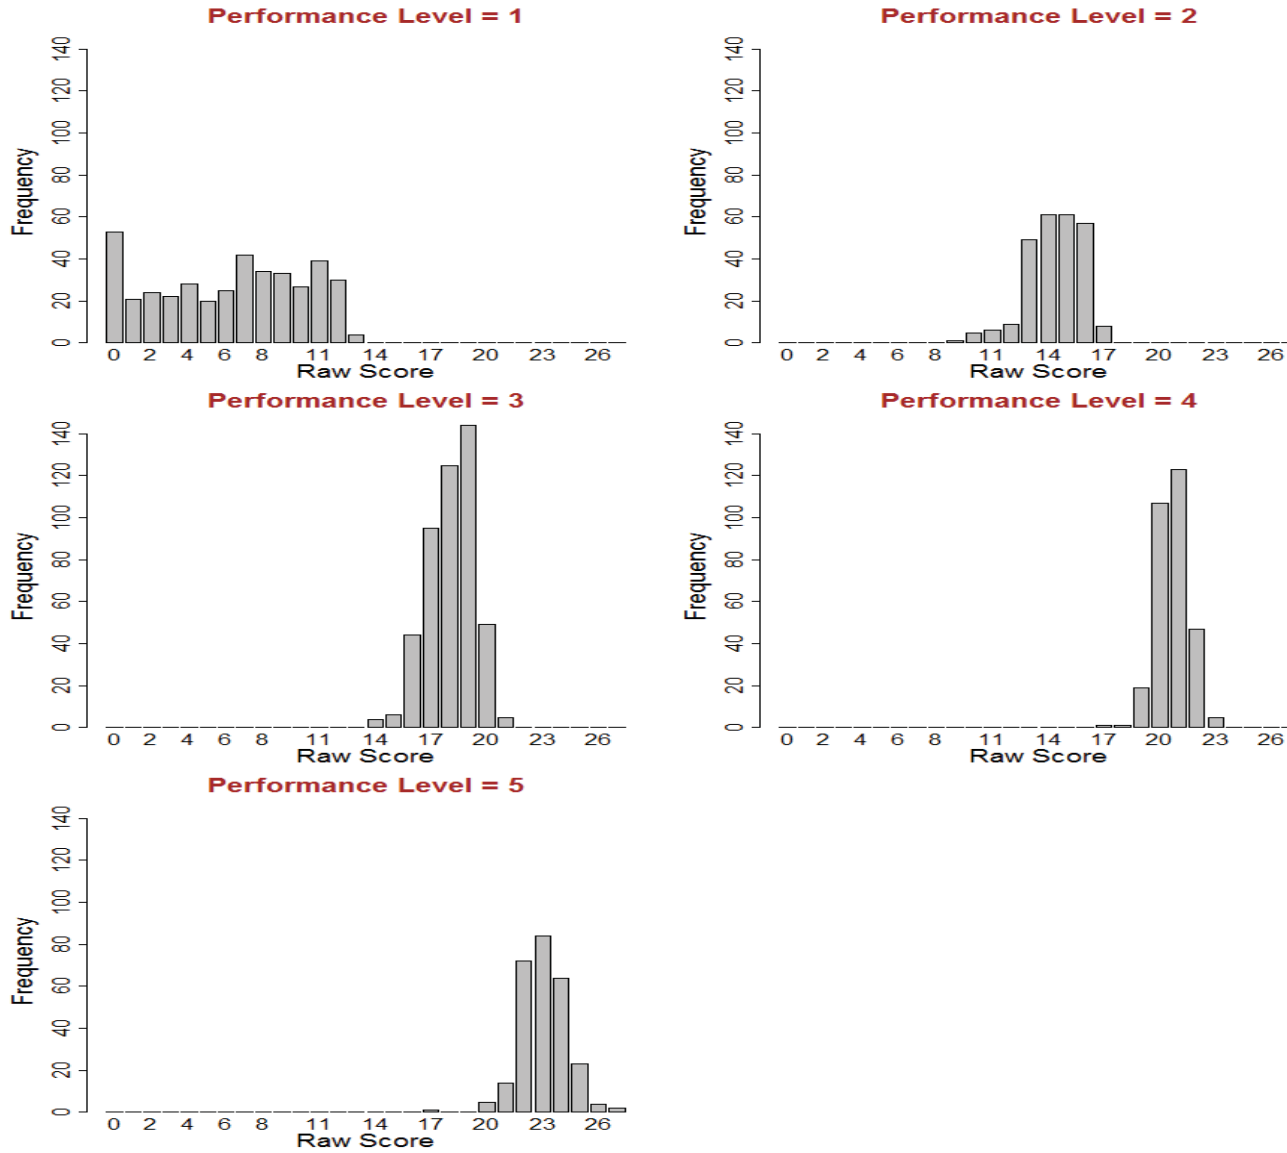 Performance Level = 1
140
120
100
80
60
40
20
0
Frequency
0 2 4 6 8 11 14 17 20 23 26
Raw Score
Performance Level = 2
140
120
100
80
60
40
20
0
Frequency
0 2 4 6 8 11 14 17 20 23 26
Raw Score
Performance Level = 3
140
120
100
80
60
40
20
0
Frequency
0 2 4 6 8 11 14 17 20 23 26
Raw Score
Performance Level = 4
140
120
100
80
60
40
20
0
Frequency
0 2 4 6 8 11 14 17 20 23 26
Raw Score
Performance Level = 5
140
120
100
80
60
40
20
0
Frequency
0 2 4 6 8 11 14 17 20 23 26
Raw Score